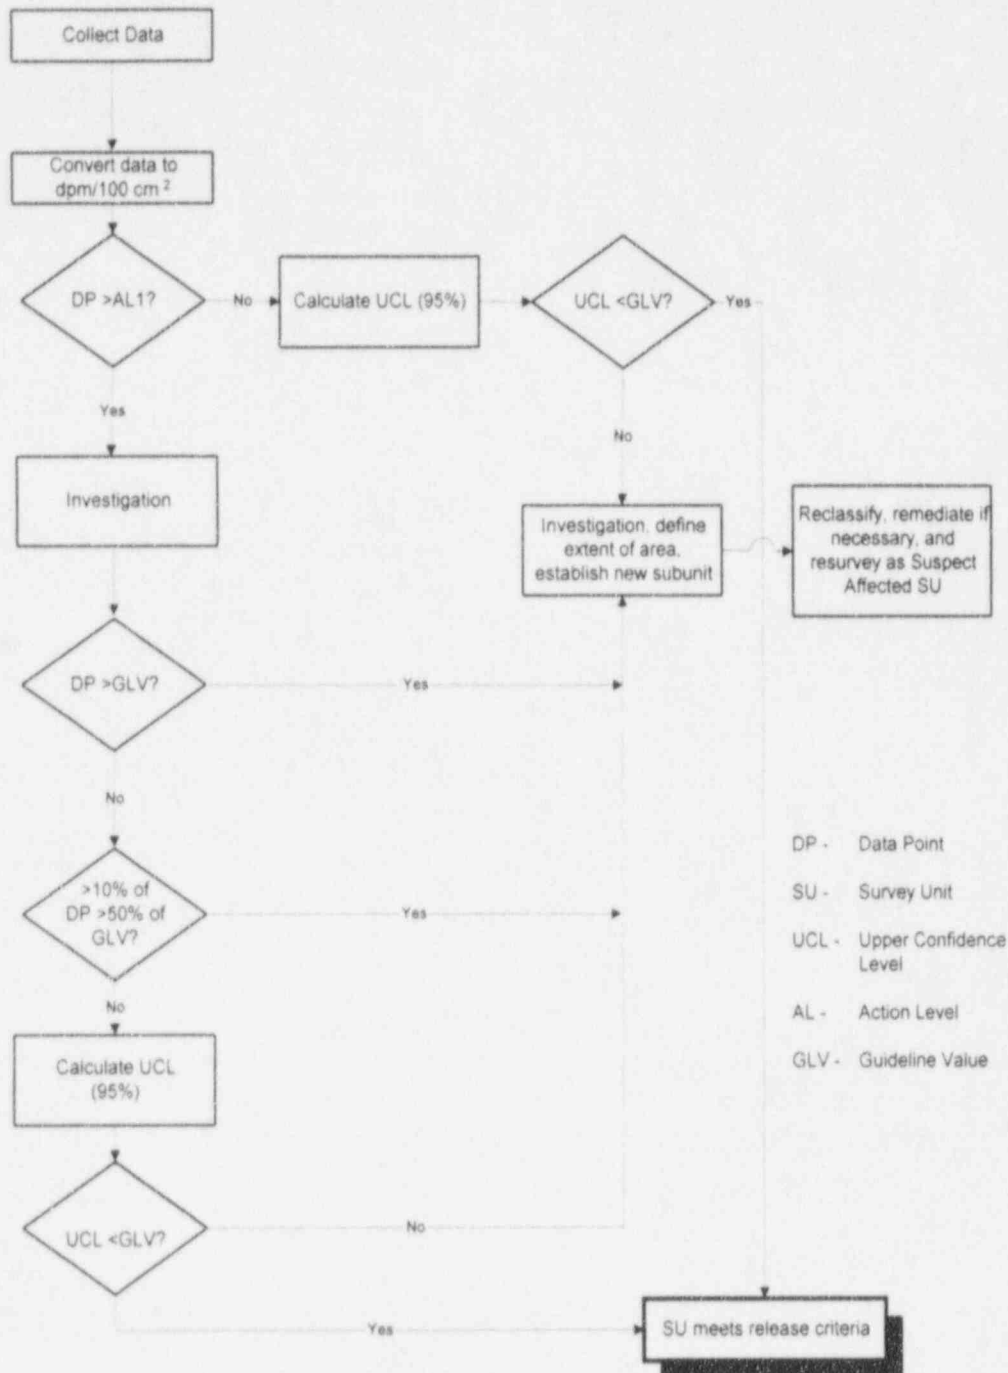 Collect Data
Convert data to
dpm/100 cm 2
DP >AL1?
No
Calculate UCL (95%)
UCL <GLV?
Yes
Yes
No
Investigation
Investigation, define
extent of area,
establish new subunit
Reclassify, remediate if
necessary, and
resurvey as Suspect
Affected SU
DP >GLV?
Yes
No
>10% of
DP >50% of
GLV?
Yes
No
Calculate UCL
(95%)
UCL <GLV?
No
Yes
SU meets release criteria
DP - Data Point
SU - Survey Unit
UCL - Upper Confidence
Level
AL - Action Level
GLV - Guideline Value